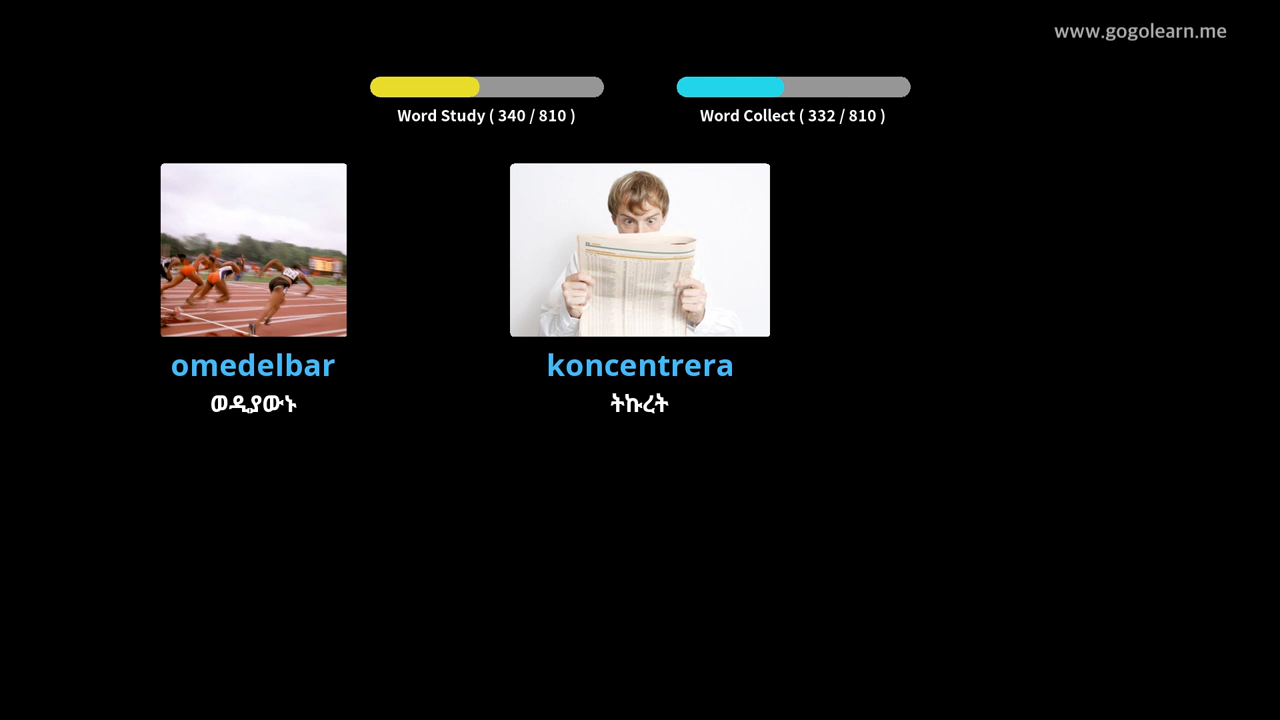 www.gogolearn.me
Word Study ( 340 / 810 )
Word Collect ( 332 / 810 )
omedelbar
ወዲያውኑ
koncentrera
ትኩረት